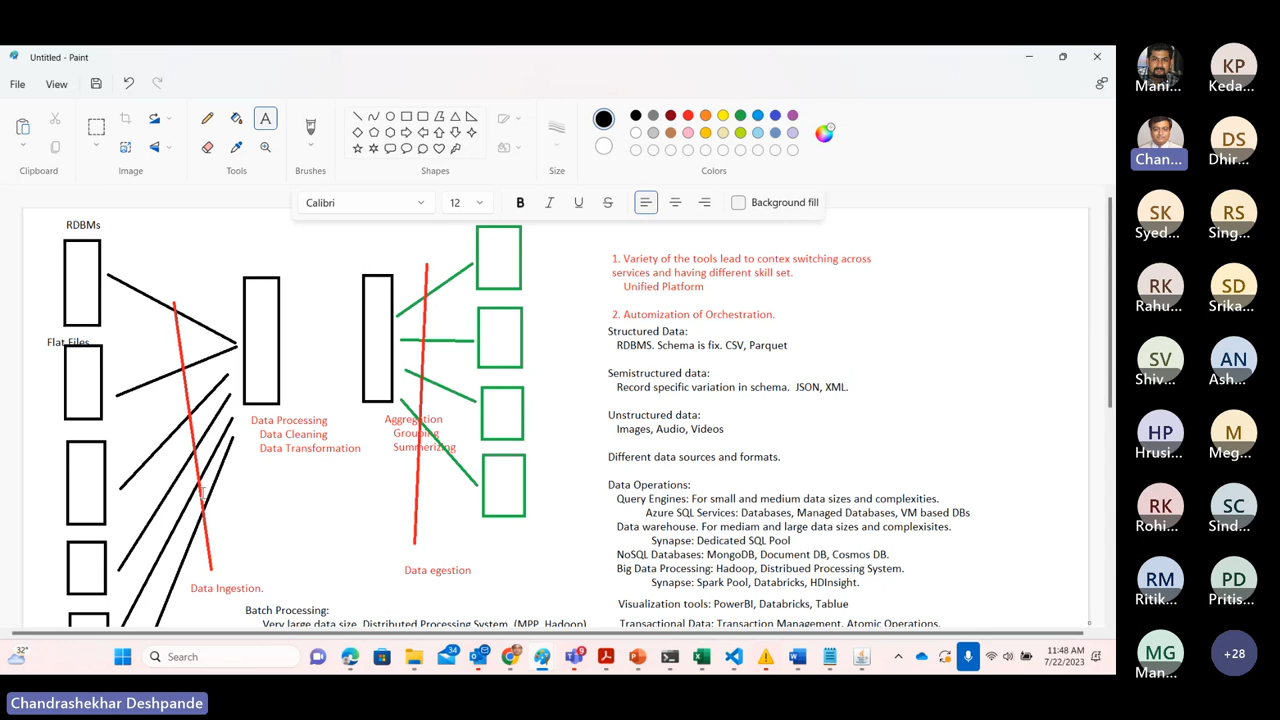 Untitled - Paint
File
View
Clipboard
Image
Tools
Brushes
Shapes
Size
Colors
Calibri
12
B
I
U
S
Background fill
RDBMs
Flat Files
Data Processing
Data Cleaning
Data Transformation
Aggregation
Grouping
Summerizing
Data Ingestion.
Data egestion
Batch Processing:
Very large data size. Distributed Processing System. (MPP, Hadoop)
1. Variety of the tools lead to contex switching across
services and having different skill set.
Unified Platform
2. Automization of Orchestration.
Structured Data:
RDBMS. Schema is fix. CSV, Parquet
Semistructured data:
Record specific variation in schema. JSON, XML.
Unstructured data:
Images, Audio, Videos
Different data sources and formats.
Data Operations:
Query Engines: For small and medium data sizes and complexities.
Azure SQL Services: Databases, Managed Databases, VM based DBs
Data warehouse. For mediam and large data sizes and complexisites.
Synapse: Dedicated SQL Pool
NoSQL Databases: MongoDB, Document DB, Cosmos DB.
Big Data Processing: Hadoop, Distribued Processing System.
Synapse: Spark Pool, Databricks, HDInsight.
Visualization tools: PowerBI, Databricks, Tablue
Transactional Data: Transaction Management, Atomic Operations.
32°
Search
34
9
11:48 AM
7/22/2023
Mani...
KP
Keda...
Chan...
DS
Dhir...
SK
Syed...
RS
Sing...
RK
Rahu...
SD
Srika...
SV
Shiv...
AN
Ash...
HP
Hrusi...
M
Meg...
RK
Rohi...
SC
Sind...
RM
Ritik...
PD
Pritis...
MG
Man...
+28
Chandrashekhar Deshpande